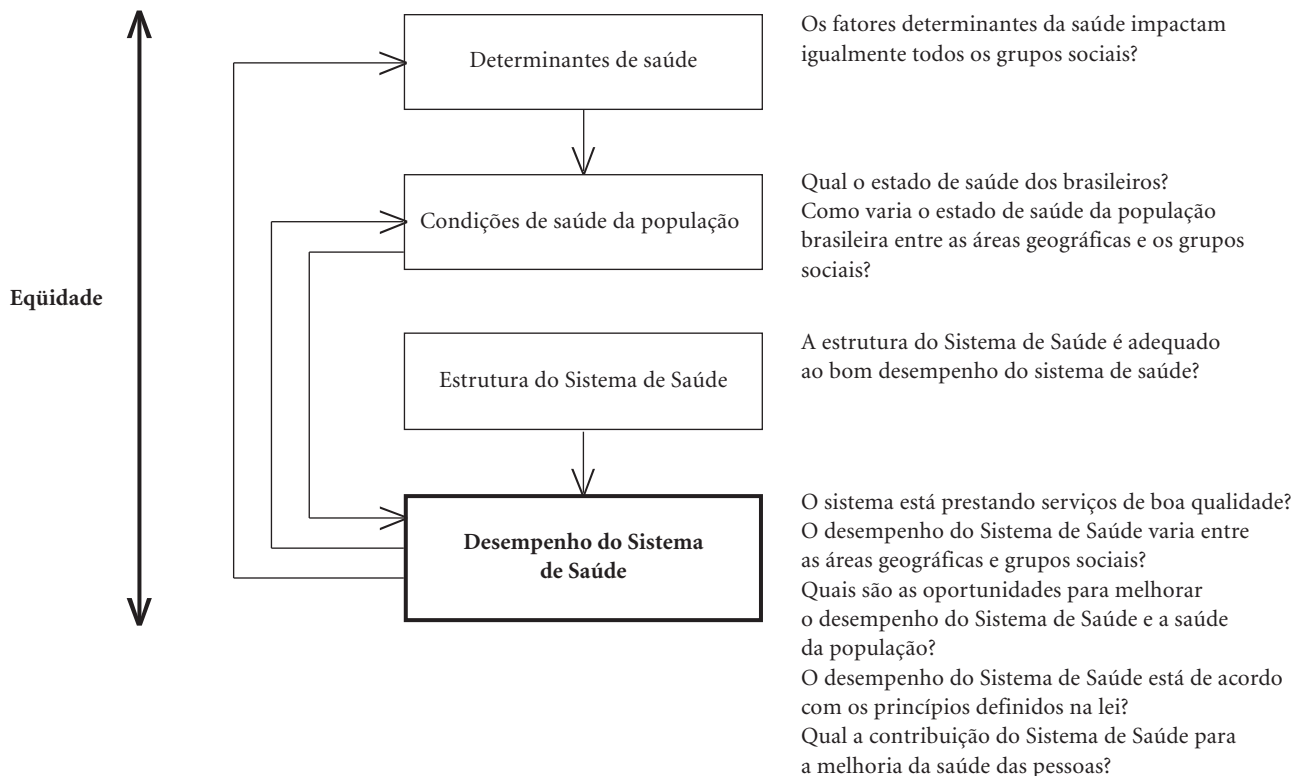 Determinantes de saúde
Os fatores determinantes da saúde impactam
igualmente todos os grupos sociais?
Condições de saúde da população
Qual o estado de saúde dos brasileiros?
Como varia o estado de saúde da população
brasileira entre as áreas geográficas e os grupos
sociais?
Eqüidade
Estrutura do Sistema de Saúde
A estrutura do Sistema de Saúde é adequado
ao bom desempenho do sistema de saúde?
Desempenho do Sistema
de Saúde
O sistema está prestando serviços de boa qualidade?
O desempenho do Sistema de Saúde varia entre
as áreas geográficas e grupos sociais?
Quais são as oportunidades para melhorar
o desempenho do Sistema de Saúde e a saúde
da população?
O desempenho do Sistema de Saúde está de acordo
com os princípios definidos na lei?
Qual a contribuição do Sistema de Saúde para
a melhoria da saúde das pessoas?